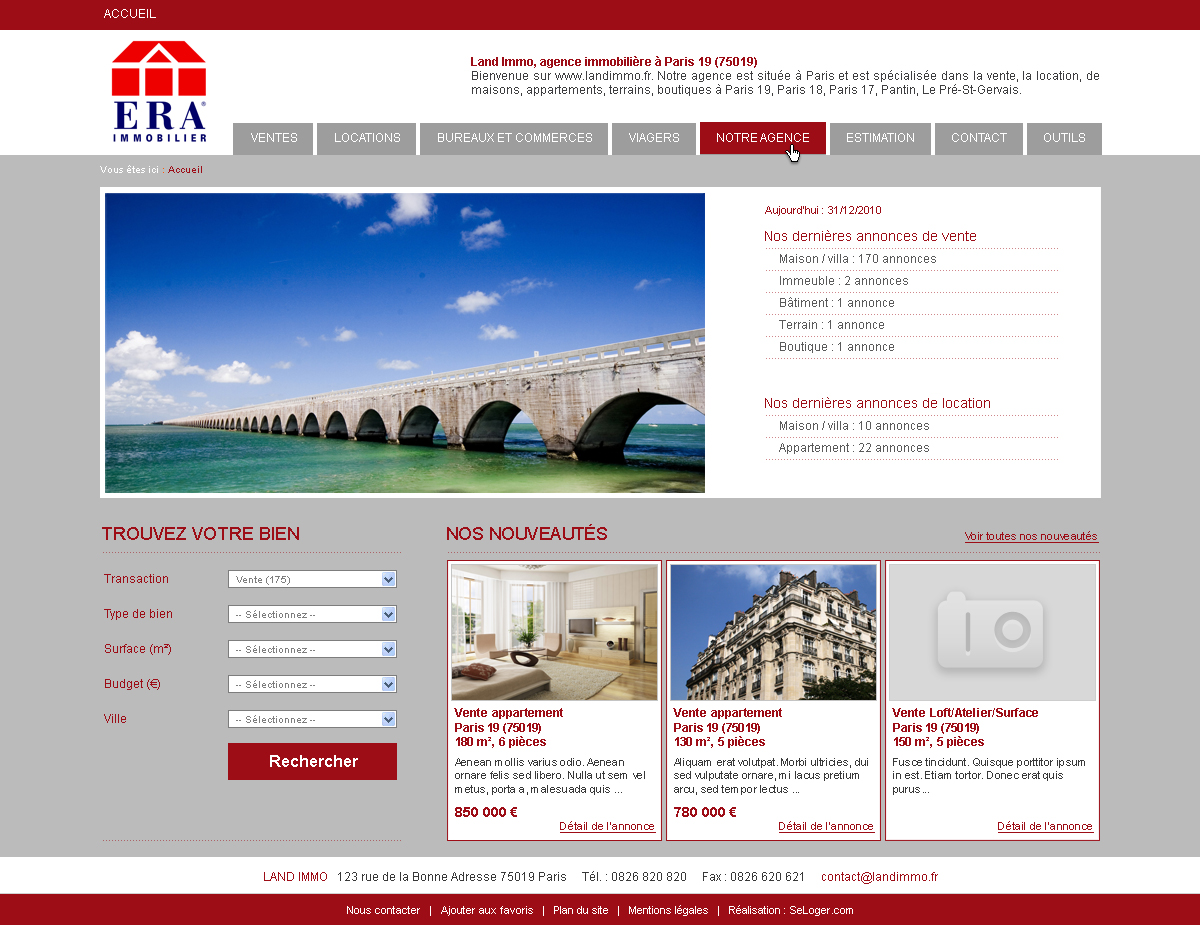 ACCUEIL
Land Immo, agence immobilière à Paris 19 (75019)
Bienvenue sur www.landimmo.fr. Notre agence est située à Paris et est spécialisée dans la vente, la location, de
maisons, appartements, terrains, boutiques à Paris 19, Paris 18, Paris 17, Pantin, Le Pré-St-Gervais.
ERA®
IMMOBILIER
VENTES LOCATIONS BUREAUX ET COMMERCES VIAGERS NOTRE AGENCE ESTIMATION CONTACT OUTILS
Vous êtes ici : Accueil
Aujourd'hui : 31/12/2010
Nos dernières annonces de vente
Maison / villa : 170 annonces
Immeuble : 2 annonces
Bâtiment : 1 annonce
Terrain : 1 annonce
Boutique : 1 annonce
Nos dernières annonces de location
Maison / villa : 10 annonces
Appartement : 22 annonces
TROUVEZ VOTRE BIEN
Transaction Vente (175)
Type de bien -- Sélectionnez --
Surface (m²) -- Sélectionnez --
Budget (€) -- Sélectionnez --
Ville -- Sélectionnez --
Rechercher
NOS NOUVEAUTÉS
Voir toutes nos nouveautés
Vente appartement
Paris 19 (75019)
180 m², 6 pièces
Aenean mollis varius odio. Aenean
ornare felis sed libero. Nulla ut sem vel
metus, porta a, malesuada quis ...
850 000 €
Détail de l'annonce
Vente appartement
Paris 19 (75019)
130 m², 5 pièces
Aliquam erat volutpat. Morbi ultricies, dui
sed vulputate ornare, mi lacus pretium
arcu, sed tempor lectus ...
780 000 €
Détail de l'annonce
Vente Loft/Atelier/Surface
Paris 19 (75019)
150 m², 5 pièces
Fusce tincidunt. Quisque porttitor ipsum
in est. Etiam tortor. Donec erat quis
purus ...
Détail de l'annonce
LAND IMMO 123 rue de la Bonne Adresse 75019 Paris Tél. : 0826 820 820 Fax : 0826 620 621 contact@landimmo.fr
Nous contacter | Ajouter aux favoris | Plan du site | Mentions légales | Réalisation : SeLoger.com